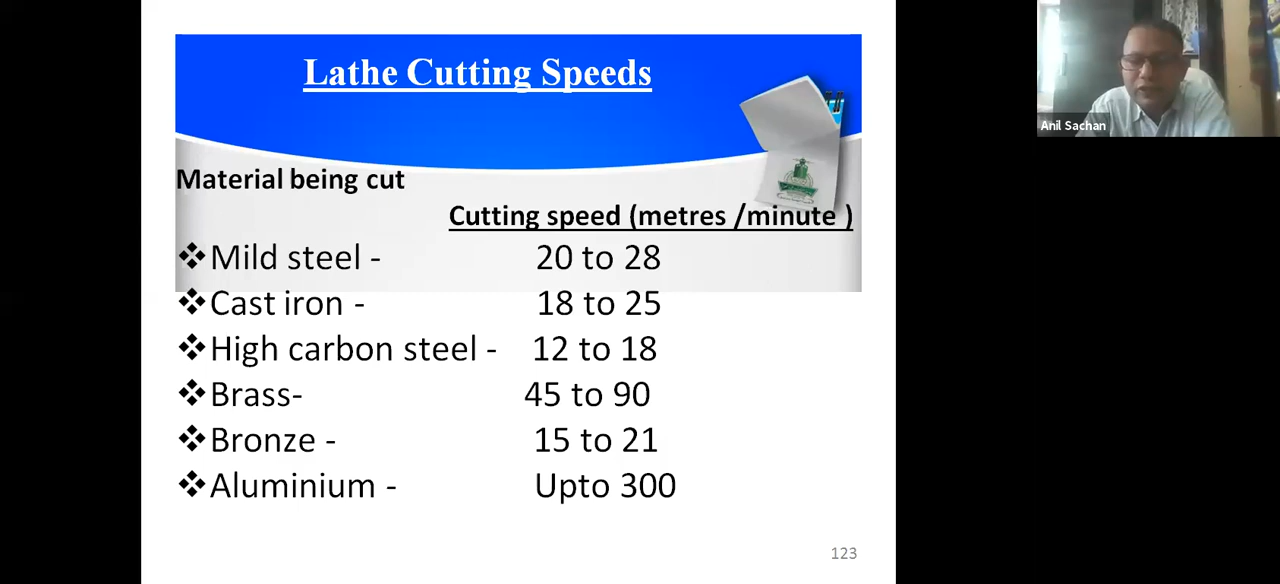 Lathe Cutting Speeds
Anil Sachan
Material being cut
Cutting speed (metres /minute )
❖Mild steel - 20 to 28
❖Cast iron - 18 to 25
❖High carbon steel - 12 to 18
❖Brass- 45 to 90
❖Bronze - 15 to 21
❖Aluminium - Upto 300
123